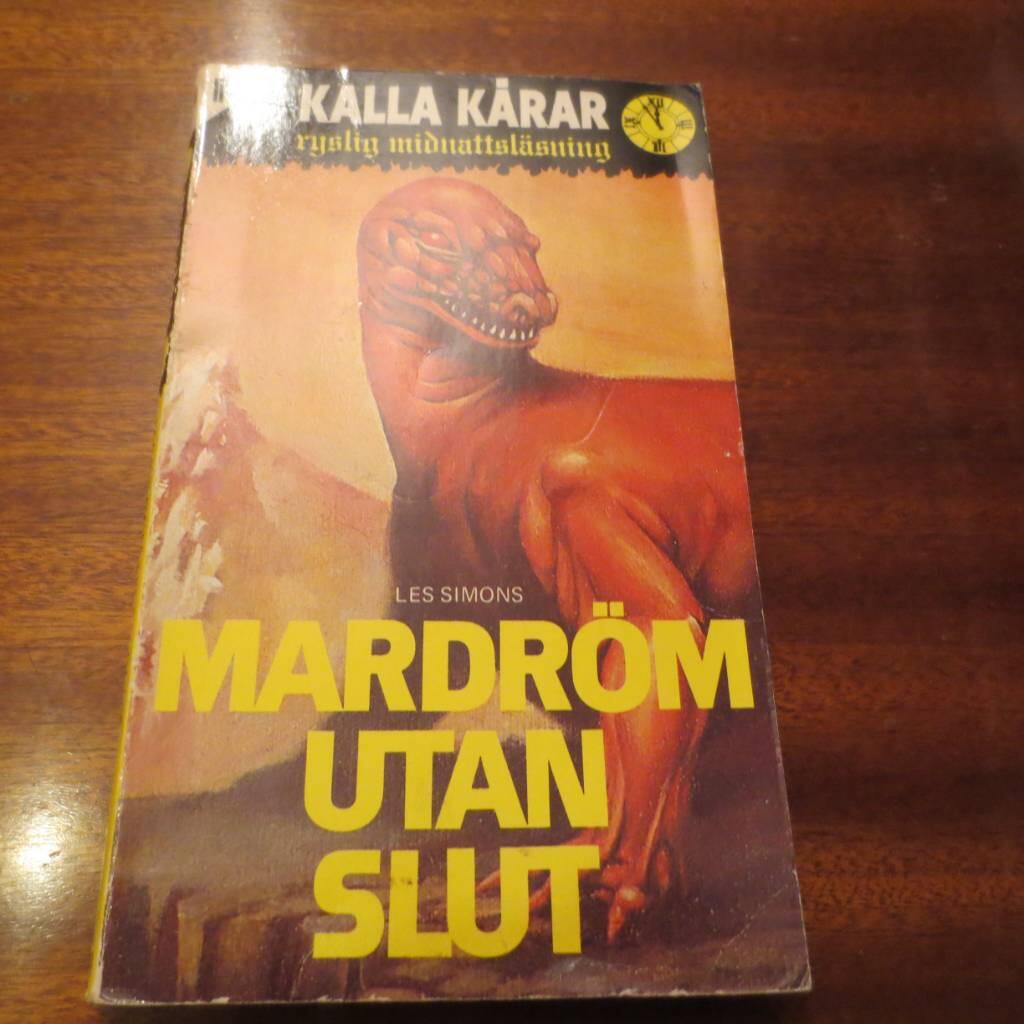 KALLA KÅRAR
ryslig midnattsläsning
LES SIMONS
MARDRÖM
UTAN
SLUT